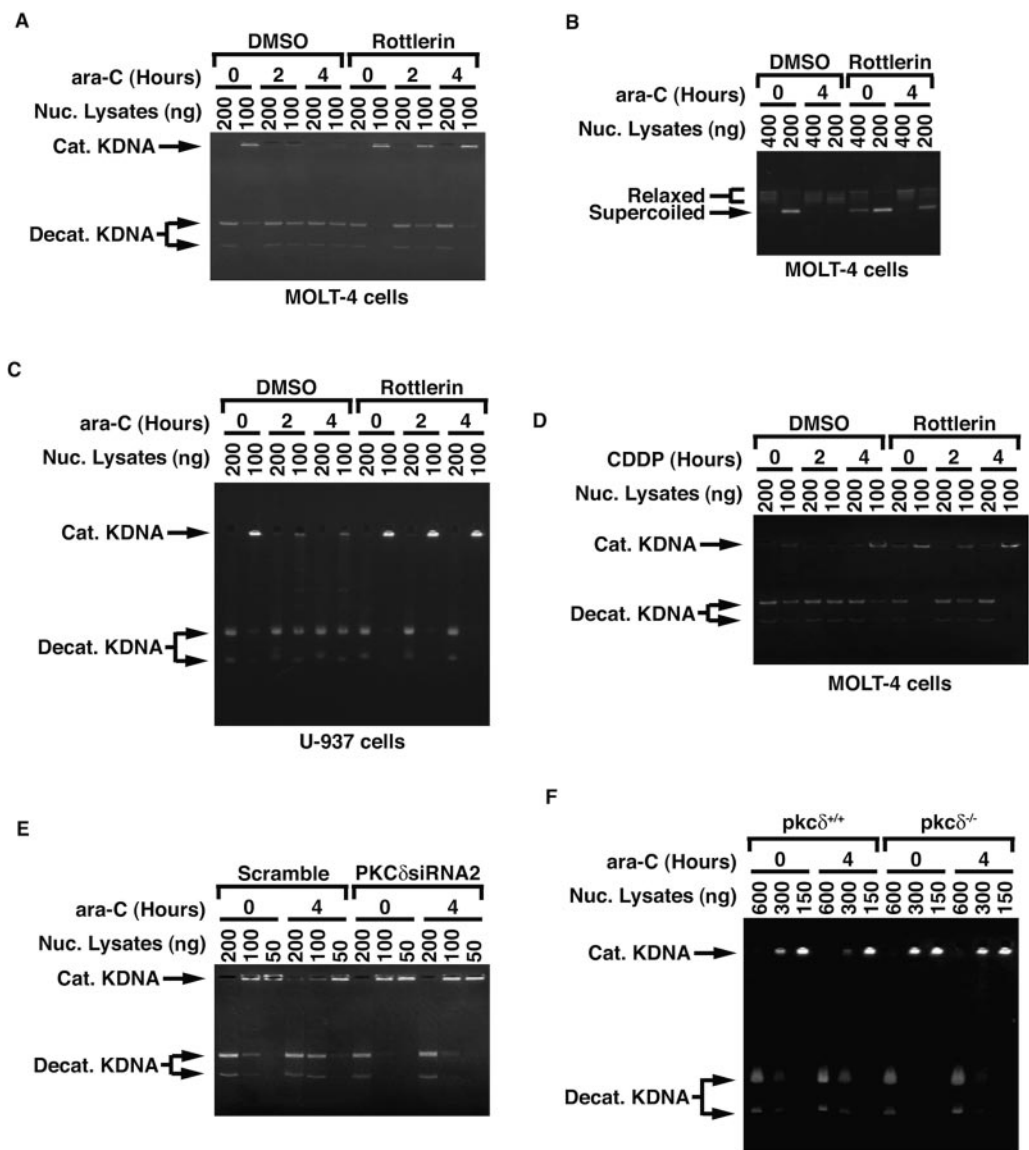 A
DMSO Rottlerin
ara-C (Hours) 0 2 4 0 2 4
Nuc. Lysates (ng) 200 100 200 100 200 100 200 100 200 100 200 100
Cat. KDNA
Decat. KDNA
MOLT-4 cells
B
DMSO Rottlerin
ara-C (Hours) 0 4 0 4
Nuc. Lysates (ng) 400 200 400 200 400 200 400 200
Relaxed
Supercoiled
MOLT-4 cells
C
DMSO Rottlerin
ara-C (Hours) 0 2 4 0 2 4
Nuc. Lysates (ng) 200 100 200 100 200 100 200 100 200 100 200 100
Cat. KDNA
Decat. KDNA
U-937 cells
D
DMSO Rottlerin
CDDP (Hours) 0 2 4 0 2 4
Nuc. Lysates (ng) 200 100 200 100 200 100 200 100 200 100 200 100
Cat. KDNA
Decat. KDNA
MOLT-4 cells
E
Scramble PKCδsiRNA2
ara-C (Hours) 0 4 0 4
Nuc. Lysates (ng) 200 100 50 200 100 50 200 100 50 200 100 50
Cat. KDNA
Decat. KDNA
F
pkcδ+/+ pkcδ-/-
ara-C (Hours) 0 4 0 4
Nuc. Lysates (ng) 600 300 150 600 300 150 600 300 150 600 300 150
Cat. KDNA
Decat. KDNA